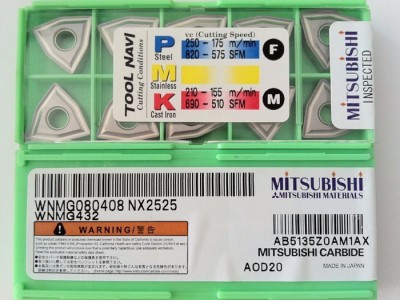 TOOL NAVI
Cutting Conditions
vc (Cutting Speed)
P 250 - 175 m/min F
Steel 820 - 575 SFM
M
Stainless
K 210 - 155 m/min M
Cast Iron 690 - 510 SFM
MITSUBISHI
INSPECTED
WNMG080408 NX2525
WNMG432
WARNING/警告
MITSUBISHI
MITSUBISHI MATERIALS
AB5135Z0AM1AX
MITSUBISHI CARBIDE
AOD20
MADE IN JAPAN